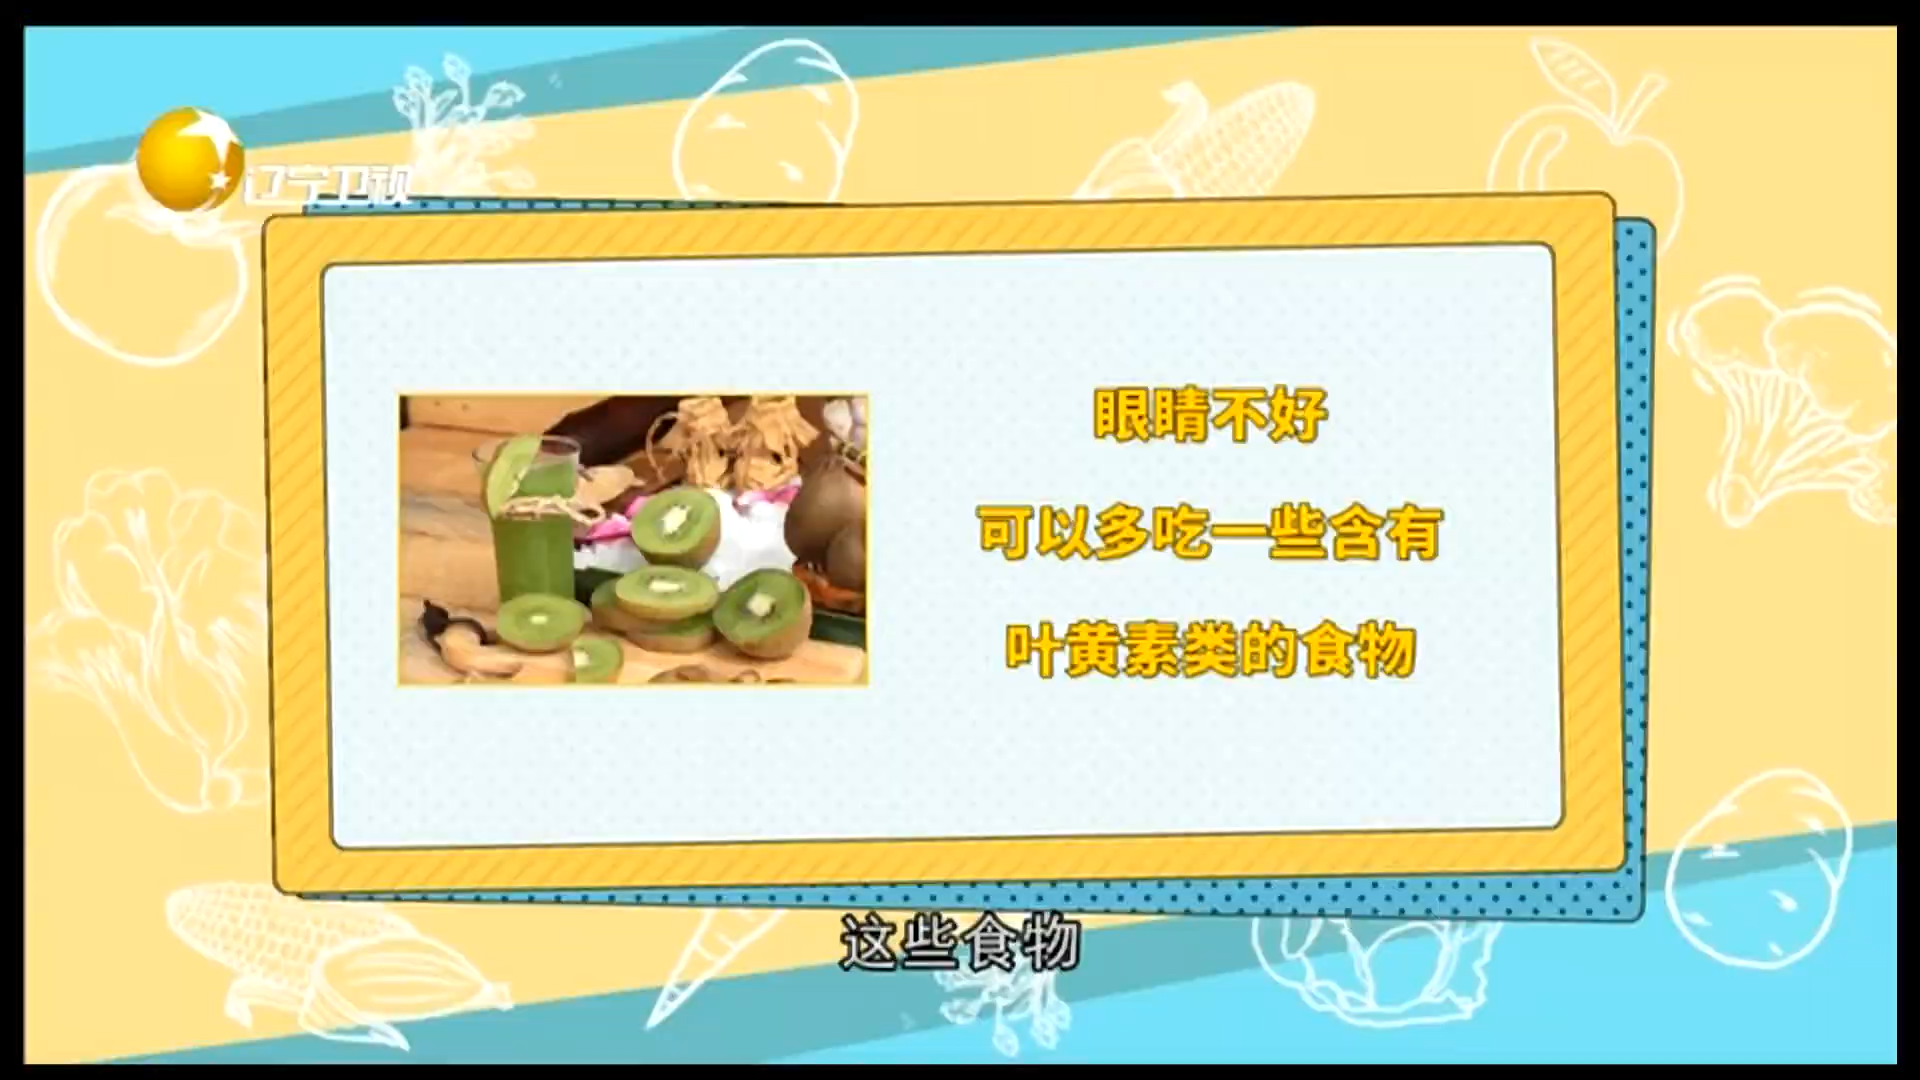 辽宁卫视
眼睛不好
可以多吃一些含有
叶黄素类的食物
这些食物